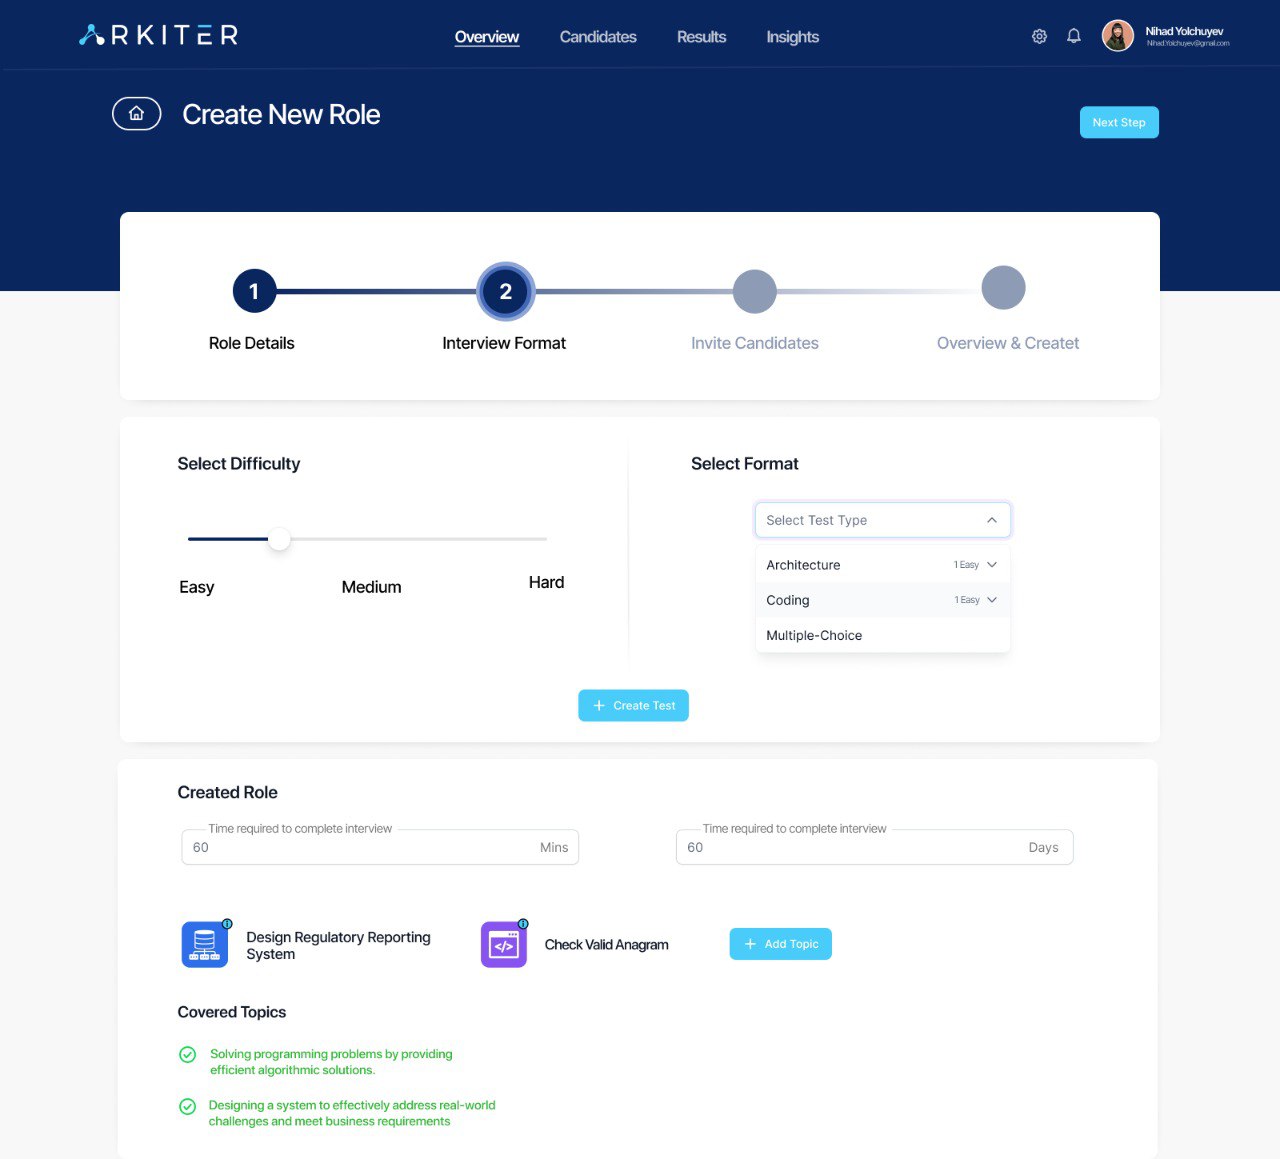 ARKITER
Overview
Candidates
Results
Insights
Nihad Yolchuyev
Nihad.Yolchuyev@gmail.com
Create New Role
Next Step
1
2
Role Details
Interview Format
Invite Candidates
Overview & Createt
Select Difficulty
Select Format
Select Test Type
Architecture
1 Easy
Coding
1 Easy
Multiple-Choice
Easy
Medium
Hard
Create Test
Created Role
Time required to complete interview
60
Mins
Time required to complete interview
60
Days
Design Regulatory Reporting
System
Check Valid Anagram
Add Topic
Covered Topics
Solving programming problems by providing
efficient algorithmic solutions.
Designing a system to effectively address real-world
challenges and meet business requirements